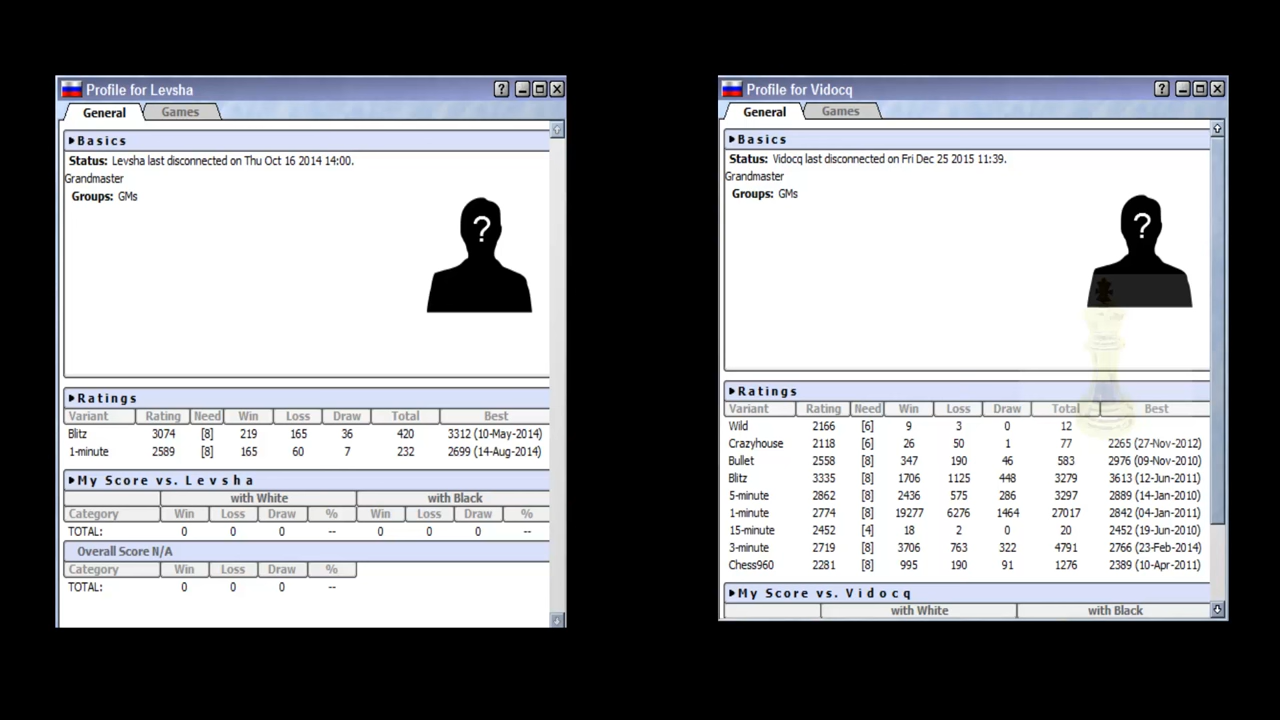 Profile for Levsha
General Games
Basics
Status: Levsha last disconnected on Thu Oct 16 2014 14:00.
Grandmaster
Groups: GMs
?
Ratings
Variant Rating Need Win Loss Draw Total Best
Blitz 3074 [8] 219 165 36 420 3312 (10-May-2014)
1-minute 2589 [8] 165 60 7 232 2699 (14-Aug-2014)
My Score vs. Levsha
with White with Black
Category Win Loss Draw % Win Loss Draw %
TOTAL: 0 0 0 -- 0 0 0 --
Overall Score N/A
Category Win Loss Draw %
TOTAL: 0 0 0 --
Profile for Vidocq
General Games
Basics
Status: Vidocq last disconnected on Fri Dec 25 2015 11:39.
Grandmaster
Groups: GMs
?
Ratings
Variant Rating Need Win Loss Draw Total Best
Wild 2166 [6] 9 3 0 12
Crazyhouse 2118 [6] 26 50 1 77 2265 (27-Nov-2012)
Bullet 2558 [8] 347 190 46 583 2976 (09-Nov-2010)
Blitz 3335 [8] 1706 1125 448 3279 3613 (12-Jun-2011)
5-minute 2862 [8] 2436 575 286 3297 2889 (14-Jan-2010)
1-minute 2774 [8] 19277 6276 1464 27017 2842 (04-Jan-2011)
15-minute 2452 [4] 18 2 0 20 2452 (19-Jun-2010)
3-minute 2719 [8] 3706 763 322 4791 2766 (23-Feb-2014)
Chess960 2281 [8] 995 190 91 1276 2389 (10-Apr-2011)
My Score vs. Vidocq
with White with Black